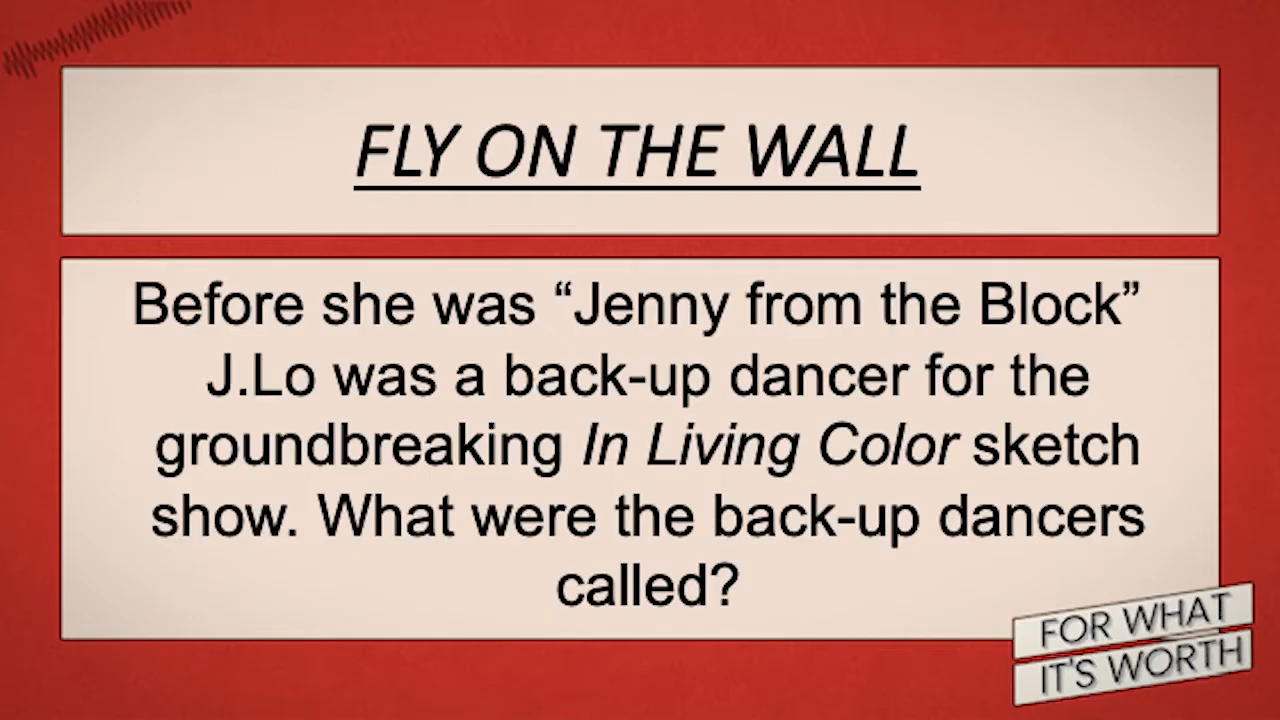 FLY ON THE WALL
Before she was “Jenny from the Block”
J.Lo was a back-up dancer for the
groundbreaking In Living Color sketch
show. What were the back-up dancers
called?
FOR WHAT
IT'S WORTH